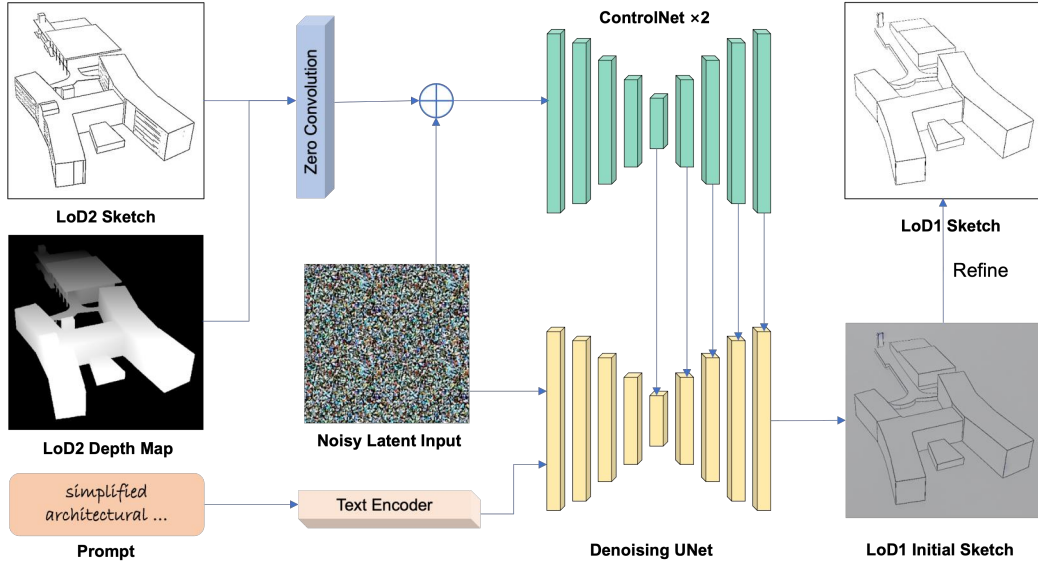 ControlNet ×2
Zero Convolution
LoD2 Sketch
LoD1 Sketch
Refine
LoD2 Depth Map
Noisy Latent Input
simplified
architectural ...
Text Encoder
Prompt
Denoising UNet
LoD1 Initial Sketch